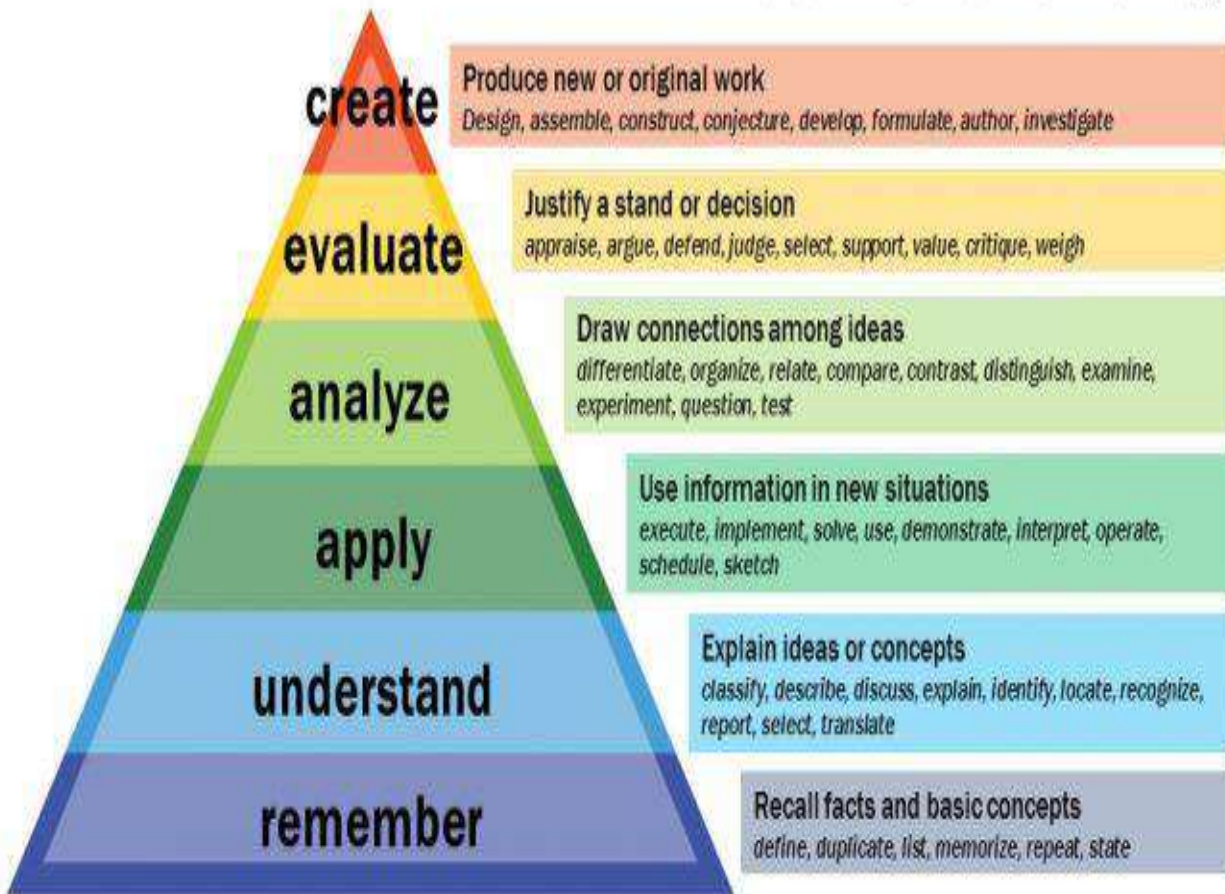 create
Produce new or original work
Design, assemble, construct, conjecture, develop, formulate, author, investigate
evaluate
Justify a stand or decision
appraise, argue, defend, judge, select, support, value, critique, weigh
analyze
Draw connections among ideas
differentiate, organize, relate, compare, contrast, distinguish, examine,
experiment, question, test
apply
Use information in new situations
execute, implement, solve, use, demonstrate, interpret, operate,
schedule, sketch
understand
Explain ideas or concepts
classify, describe, discuss, explain, identify, locate, recognize,
report, select, translate
remember
Recall facts and basic concepts
define, duplicate, list, memorize, repeat, state